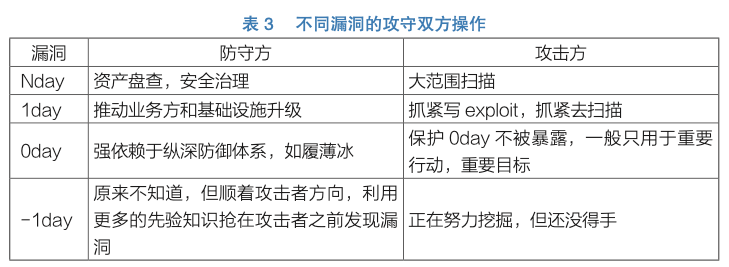 表 3 不同漏洞的攻守双方操作
漏洞 防守方 攻击方
Nday 资产盘查，安全治理 大范围扫描
1day 推动业务方和基础设施升级 抓紧写 exploit，抓紧去扫描
0day 强依赖于纵深防御体系，如履薄冰 保护 0day 不被暴露，一般只用于重要
行动，重要目标
-1day 原来不知道，但顺着攻击者方向，利用
更多的先验知识抢在攻击者之前发现漏
洞
正在努力挖掘，但还没得手